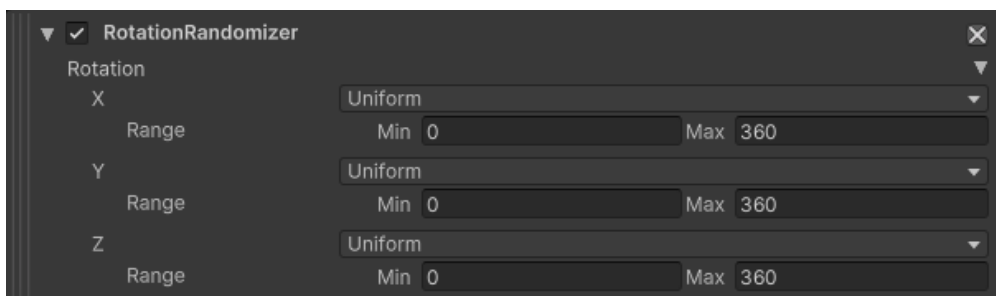 RotationRandomizer
Rotation
X Uniform
Range Min 0 Max 360
Y Uniform
Range Min 0 Max 360
Z Uniform
Range Min 0 Max 360